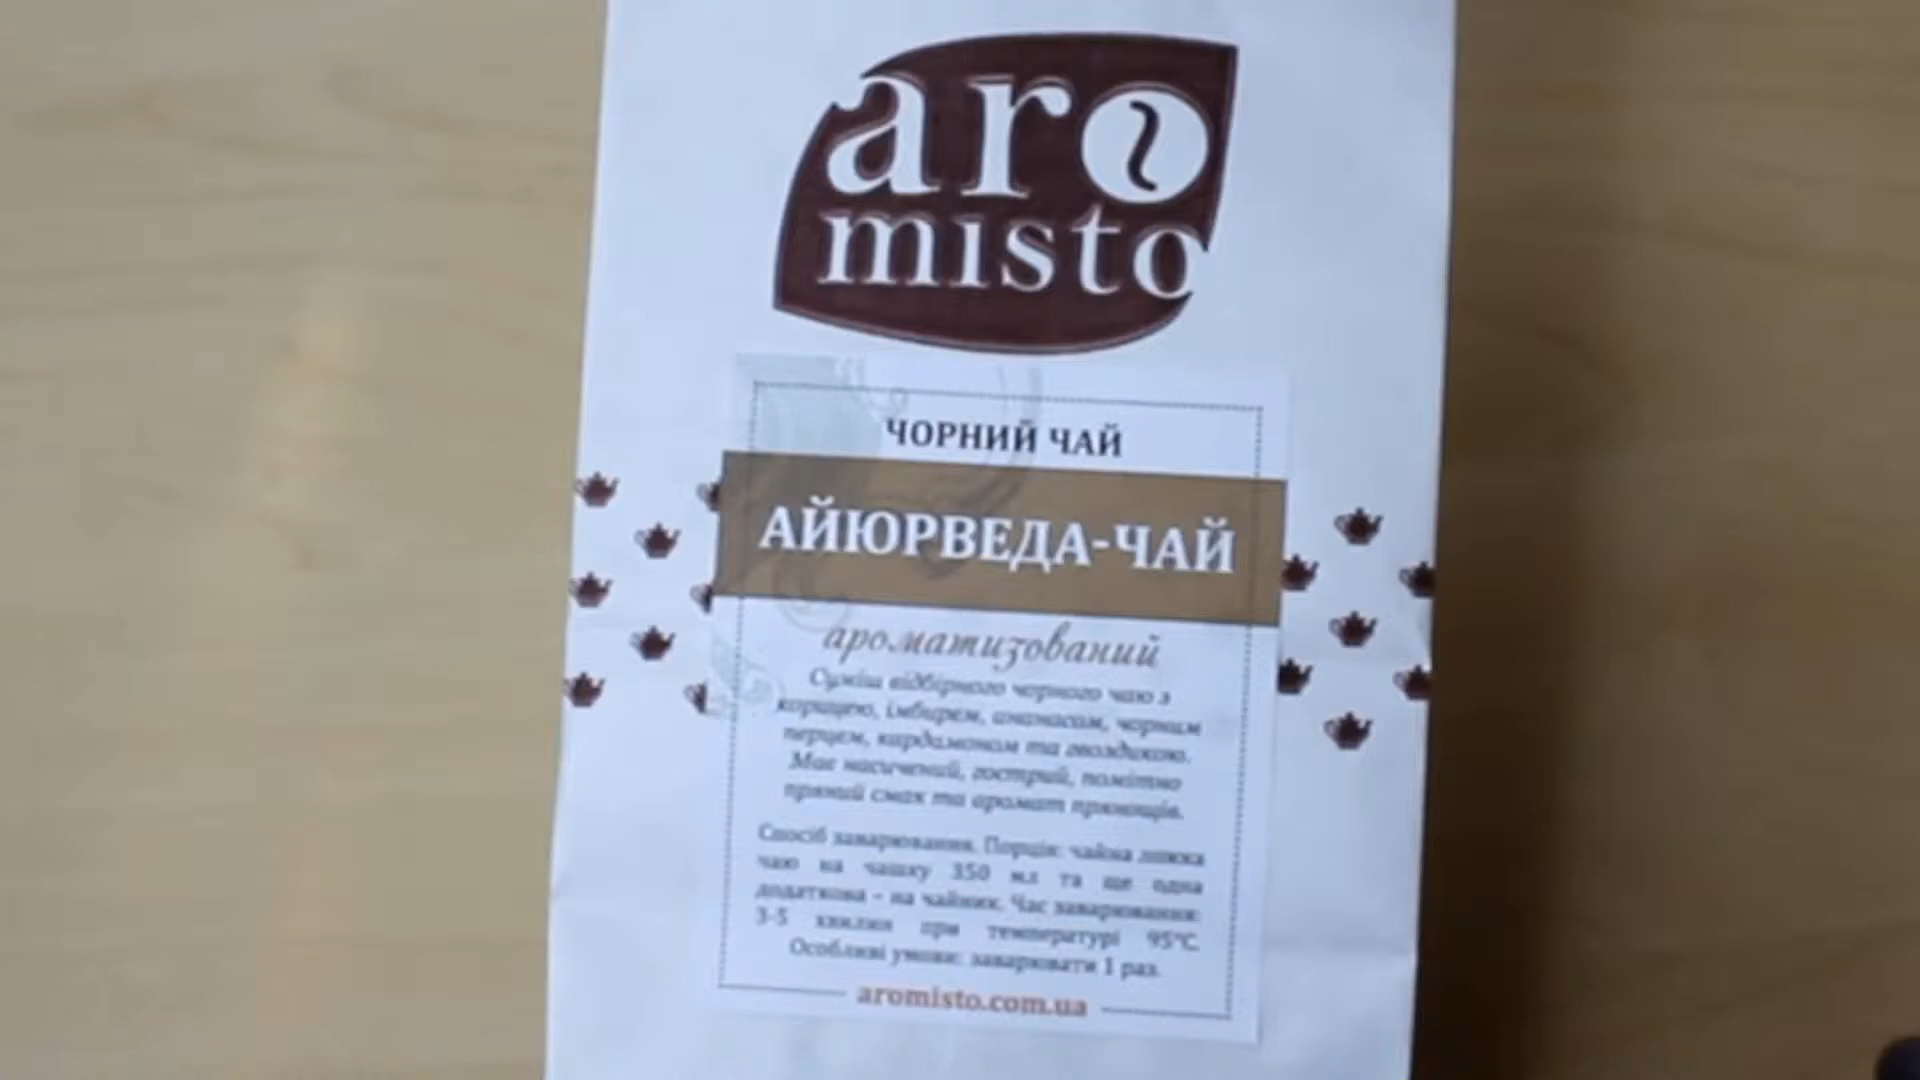 aro
misto
ЧОРНИЙ ЧАЙ
АЙЮРВЕДА-ЧАЙ
ароматизований
Суміш відбірного чорного чаю з
корицею, імбирем, ананасом, чорним
перцем, кардамоном та гвоздикою.
Має насичений, гострий, помітно
пряний смак та аромат прянощів.
Спосіб заварювання. Порція: чайна ложка
чаю на чашку 350 мл та ще одна
додаткова – на чайник. Час заварювання:
3-5 хвилин при температурі 95°С.
Особливі умови: заварювати 1 раз.
aromisto.com.ua